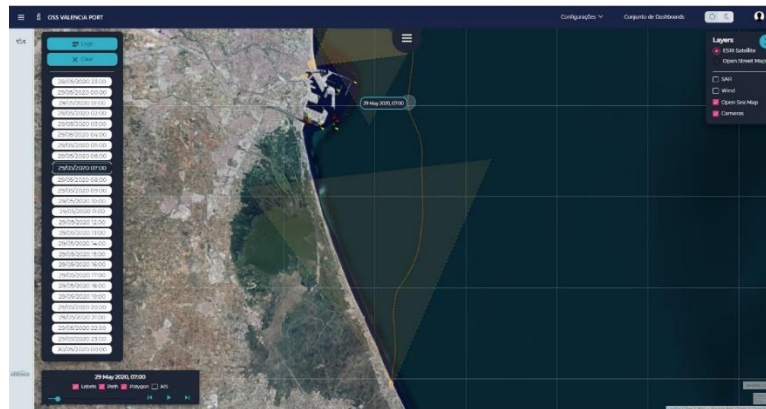 OSS VALENCIA PORT
Configurações
Conjunto de Dashboards
Logs
Clear
28/05/2020 23:00
29/05/2020 00:00
29/05/2020 01:00
29/05/2020 02:00
29/05/2020 03:00
29/05/2020 04:00
29/05/2020 05:00
29/05/2020 06:00
29/05/2020 07:00
29/05/2020 08:00
29/05/2020 09:00
29/05/2020 10:00
29/05/2020 11:00
29/05/2020 12:00
29/05/2020 13:00
29/05/2020 14:00
29/05/2020 15:00
29/05/2020 16:00
29/05/2020 17:00
29/05/2020 18:00
29/05/2020 19:00
29/05/2020 20:00
29/05/2020 21:00
29/05/2020 22:00
29/05/2020 23:00
30/05/2020 00:00
29 May 2020, 07:00
Layers
ESRI Satellite
Open Street Map
SAR
Wind
Open Sea Map
Cameras
29 May 2020, 07:00
Labels Path Polygon AIS